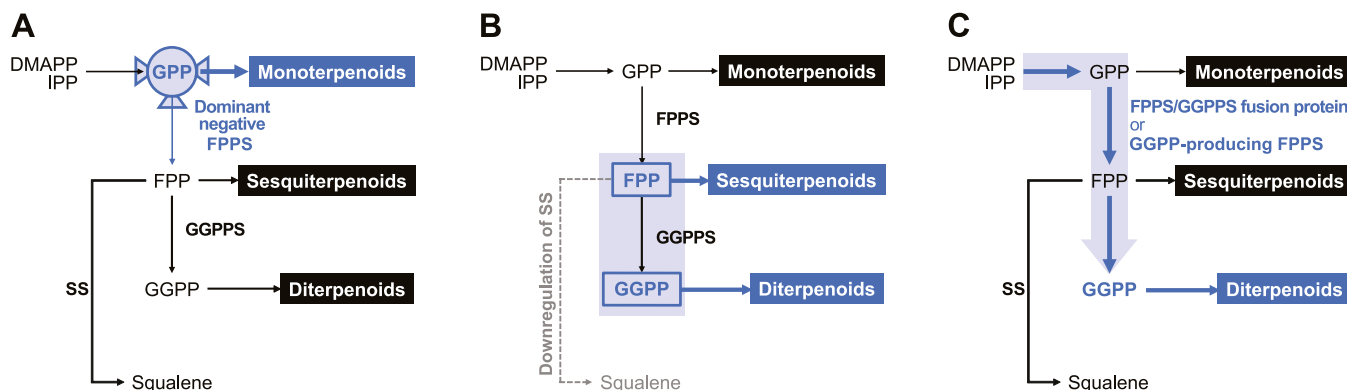 A
DMAPP
IPP
GPP
Monoterpenoids
Dominant
negative
FPPS
FPP
Sesquiterpenoids
GGPPS
SS
GGPP
Diterpenoids
Squalene
B
DMAPP
IPP
GPP
Monoterpenoids
FPPS
FPP
Sesquiterpenoids
Downregulation of SS
GGPPS
GGPP
Diterpenoids
Squalene
C
DMAPP
IPP
GPP
Monoterpenoids
FPPS/GGPPS fusion protein
or
GGPP-producing FPPS
FPP
Sesquiterpenoids
SS
GGPP
Diterpenoids
Squalene